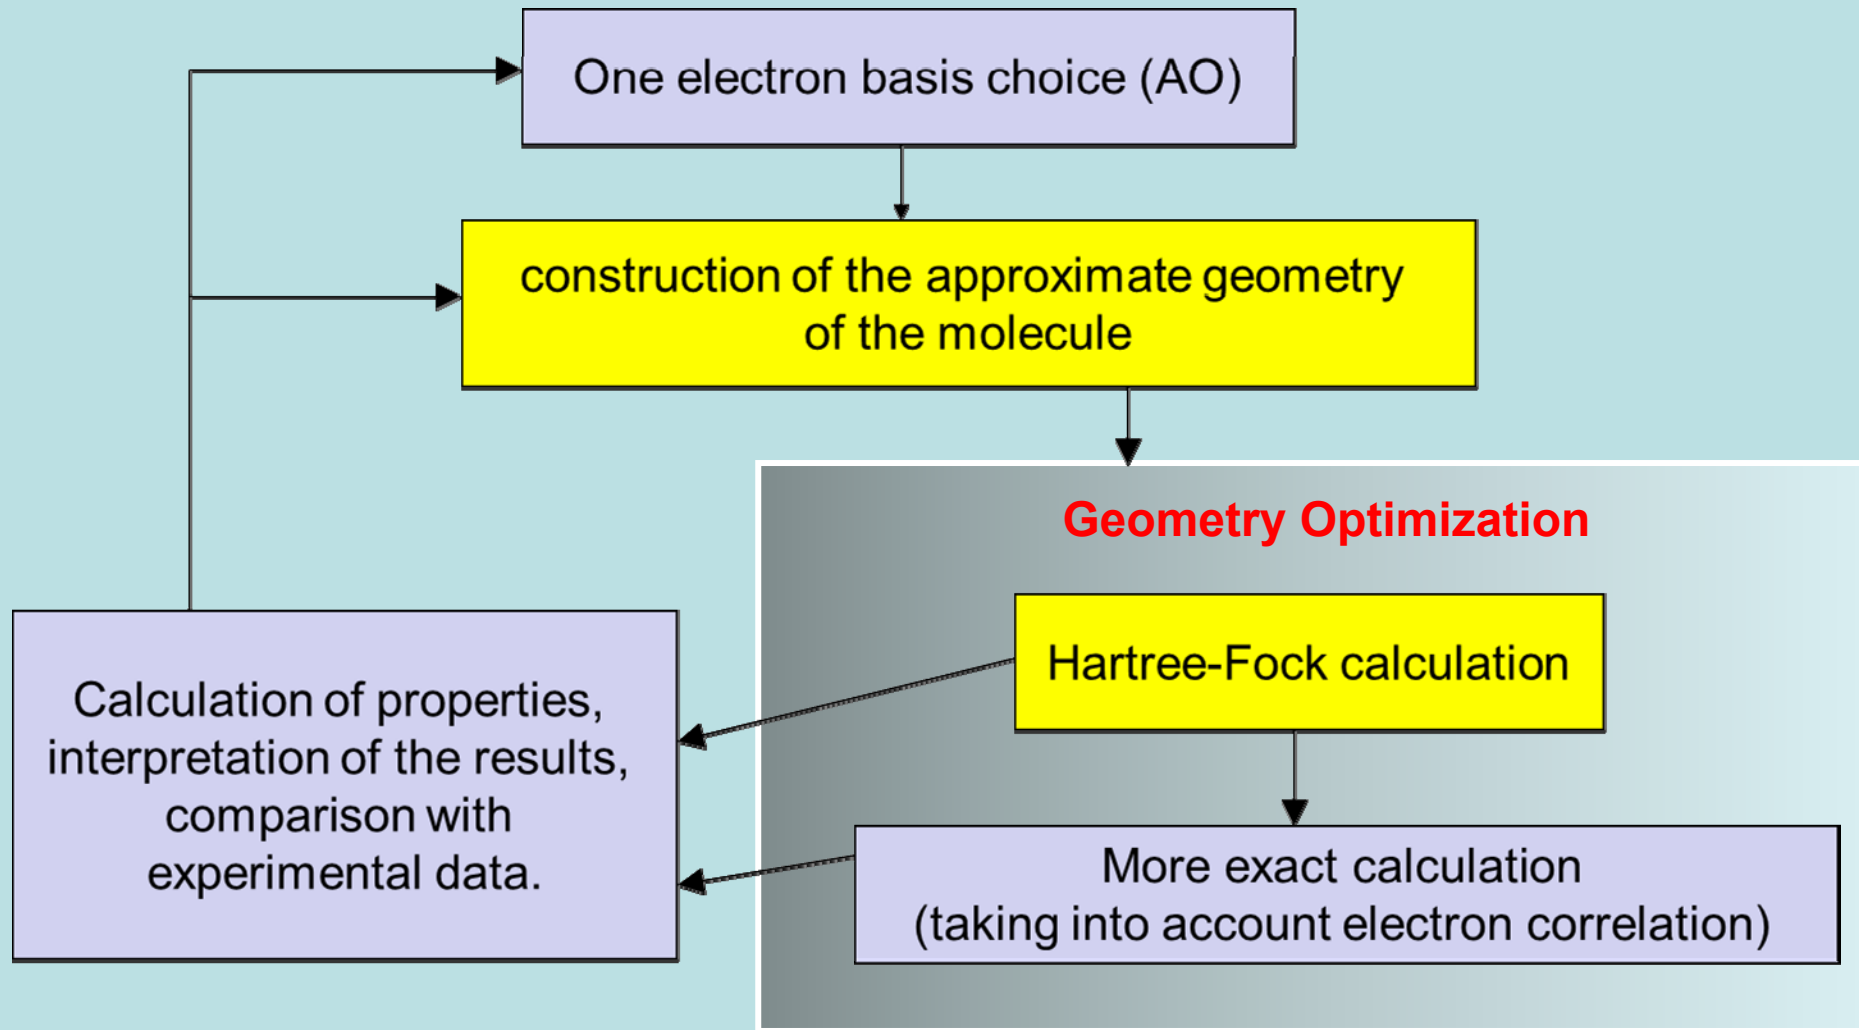 One electron basis choice (AO)
construction of the approximate geometry
of the molecule
Geometry Optimization
Hartree-Fock calculation
Calculation of properties,
interpretation of the results,
comparison with
experimental data.
More exact calculation
(taking into account electron correlation)